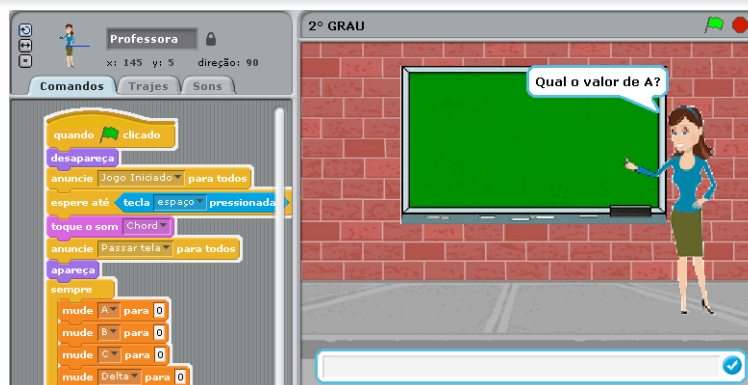 Professora
x: 145 y: 5 direção: 90
Comandos Trajes Sons
quando clicado
desapareça
anuncie Jogo Iniciado para todos
espere até tecla espaço pressionada
toque o som Chord
anuncie Passar tela para todos
apareça
sempre
mude A para 0
mude B para 0
mude C para 0
mude Delta para 0
2º GRAU
Qual o valor de A?